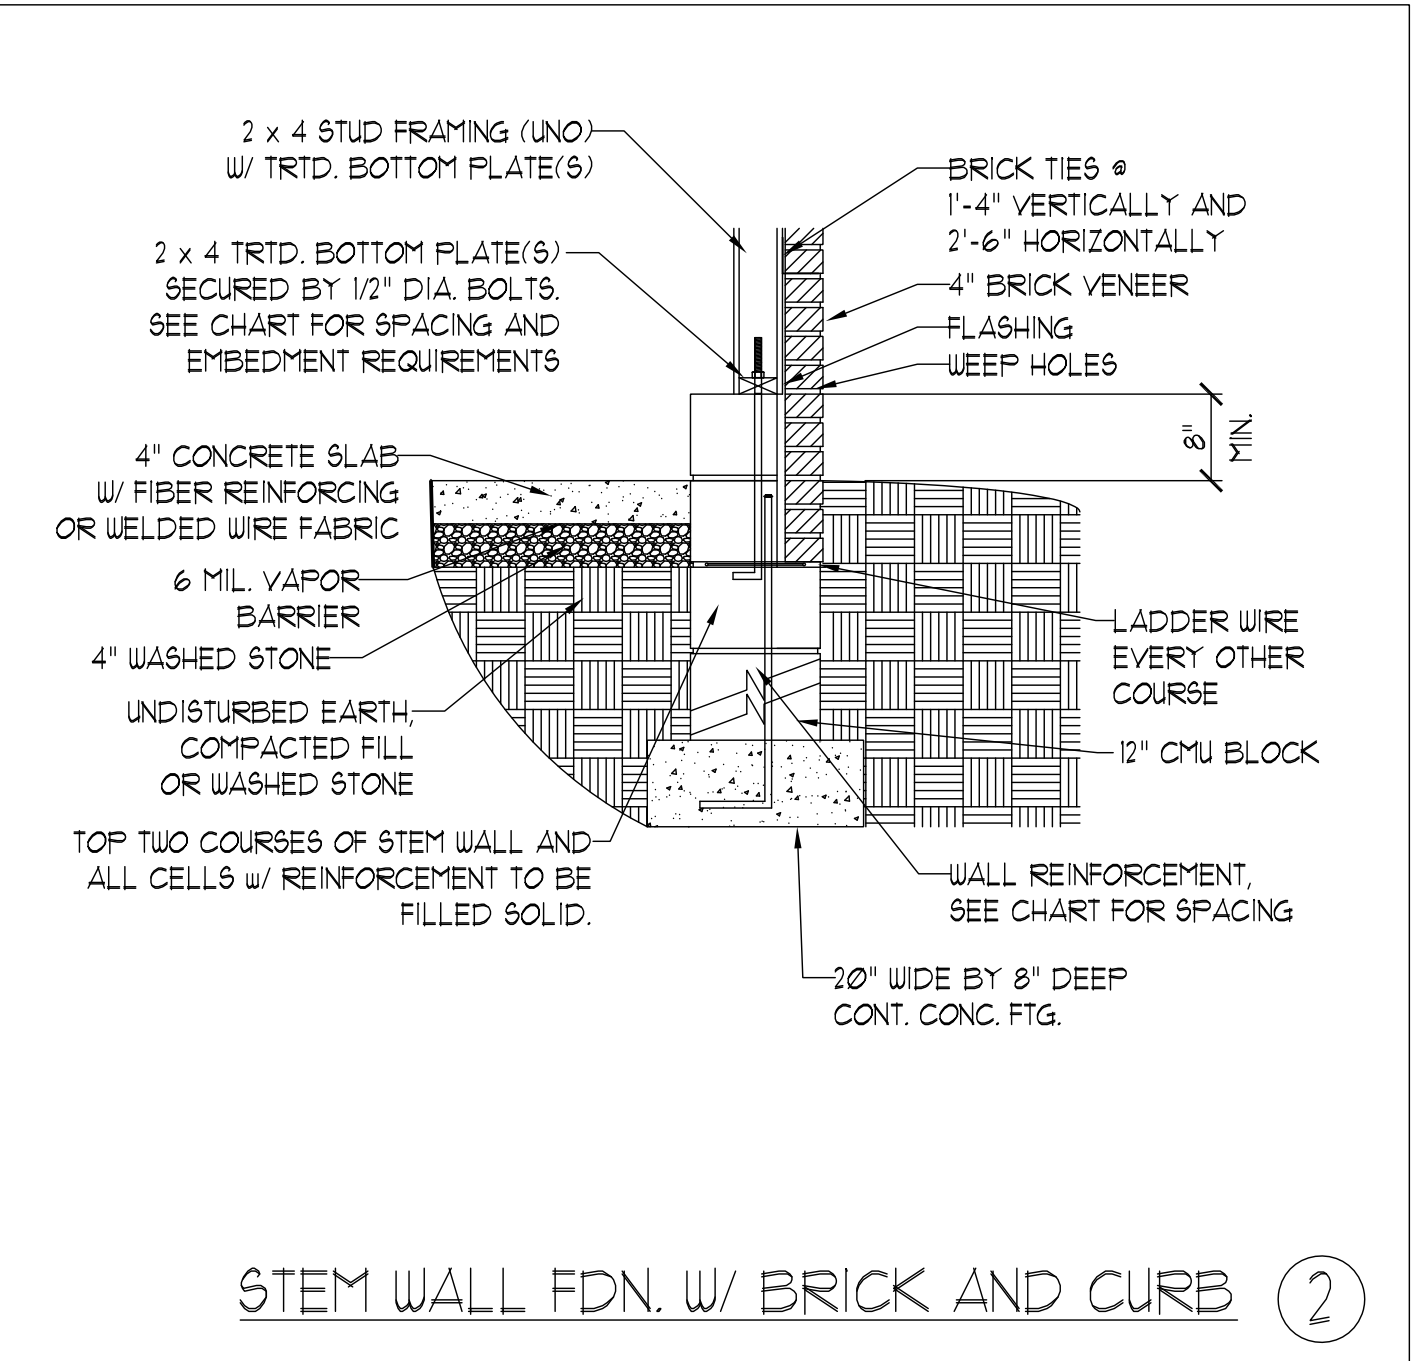 2 x 4 STUD FRAMING (UNO)
W/ TRTD. BOTTOM PLATE(S)
2 x 4 TRTD. BOTTOM PLATE(S)
SECURED BY 1/2" DIA. BOLTS.
SEE CHART FOR SPACING AND
EMBEDMENT REQUIREMENTS
4" CONCRETE SLAB
W/ FIBER REINFORCING
OR WELDED WIRE FABRIC
6 MIL. VAPOR
BARRIER
4" WASHED STONE
UNDISTURBED EARTH,
COMPACTED FILL
OR WASHED STONE
TOP TWO COURSES OF STEM WALL AND
ALL CELLS w/ REINFORCEMENT TO BE
FILLED SOLID.
BRICK TIES @
1'-4" VERTICALLY AND
2'-6" HORIZONTALLY
4" BRICK VENEER
FLASHING
WEEP HOLES
8"
MIN.
LADDER WIRE
EVERY OTHER
COURSE
12" CMU BLOCK
WALL REINFORCEMENT,
SEE CHART FOR SPACING
20" WIDE BY 8" DEEP
CONT. CONC. FTG.
STEM WALL FDN. W/ BRICK AND CURB
2